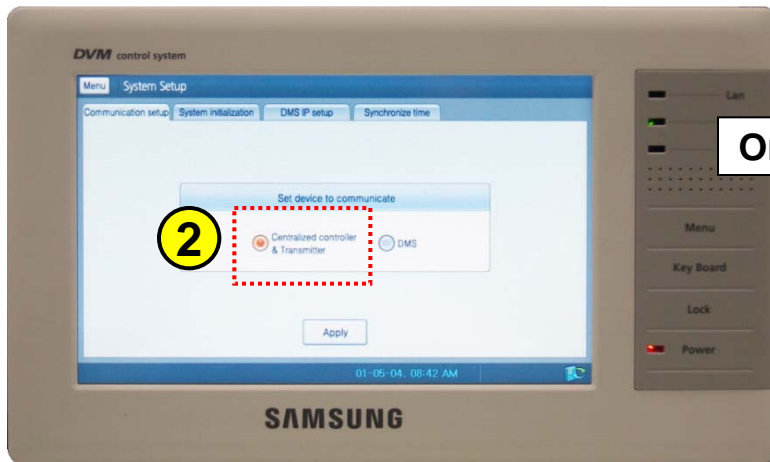 DVM control system
Menu System Setup
Communication setup System initialization DMS IP setup Synchronize time
Set device to communicate
2
Centralized controller
& Transmitter
DMS
Apply
01-05-04. 08:42 AM
SAMSUNG
Lan
Menu
Key Board
Lock
Power